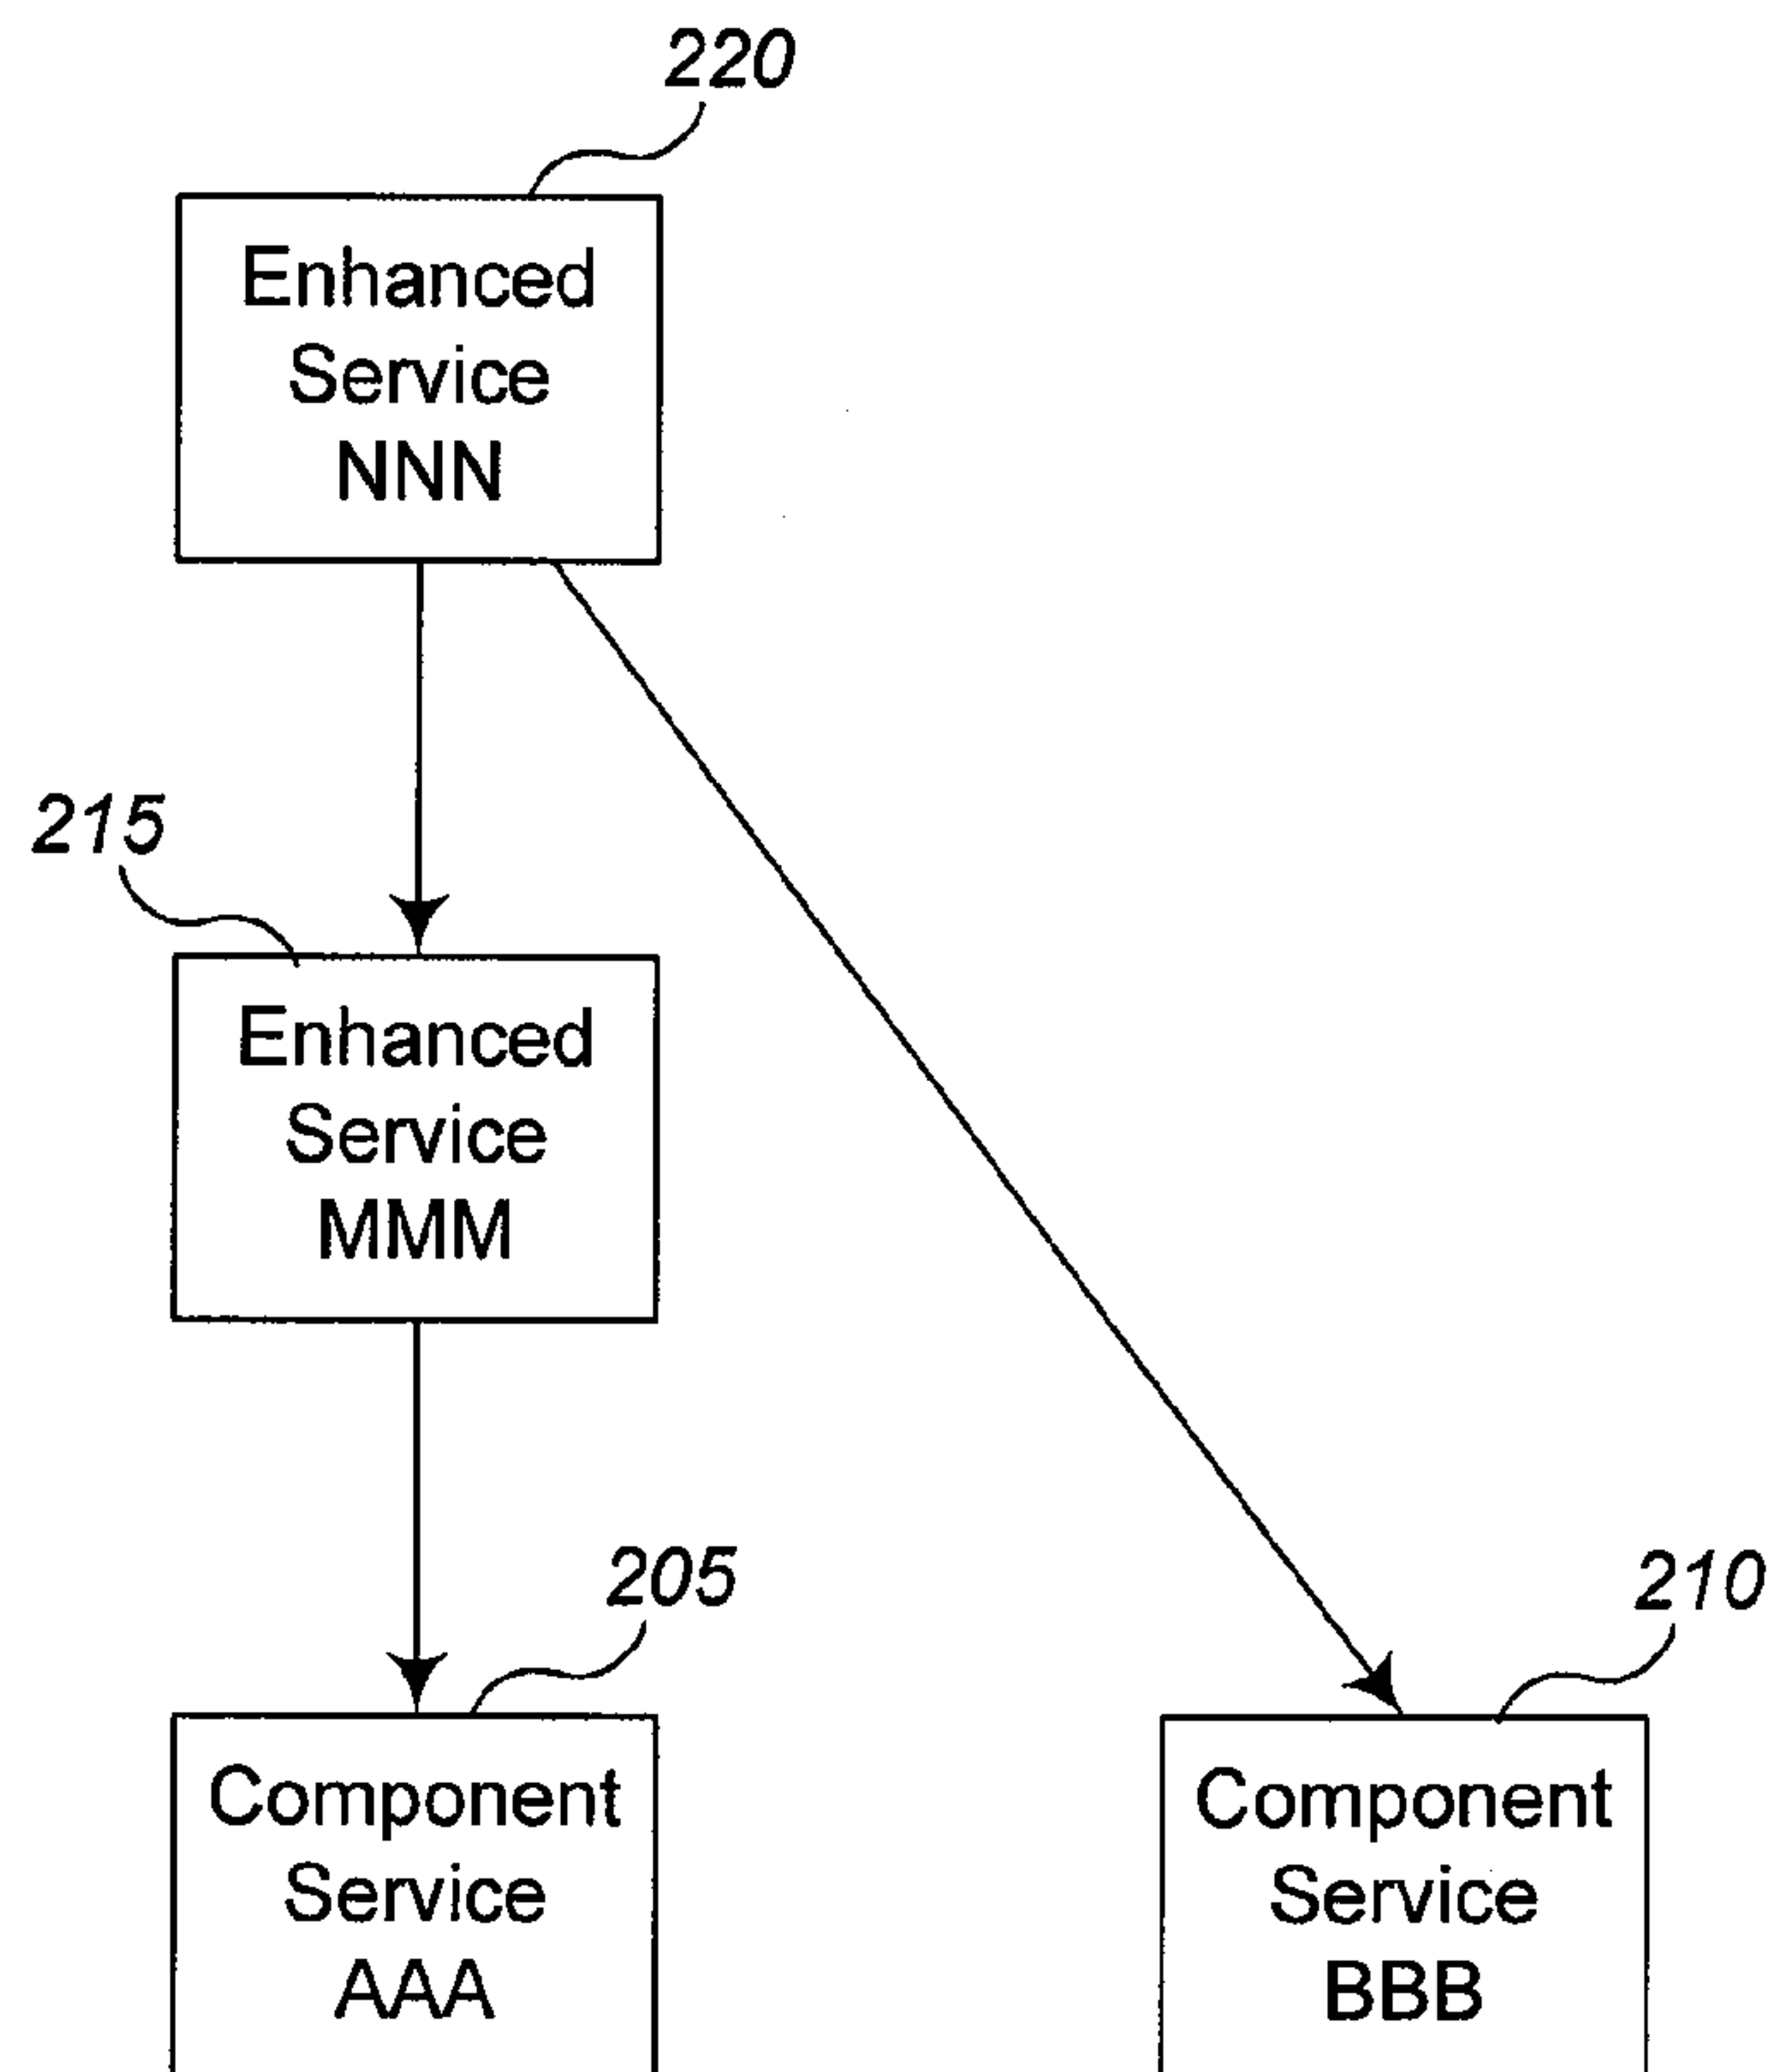 220
Enhanced
Service
NNN
215
Enhanced
Service
MMM
205
Component
Service
AAA
210
Component
Service
BBB